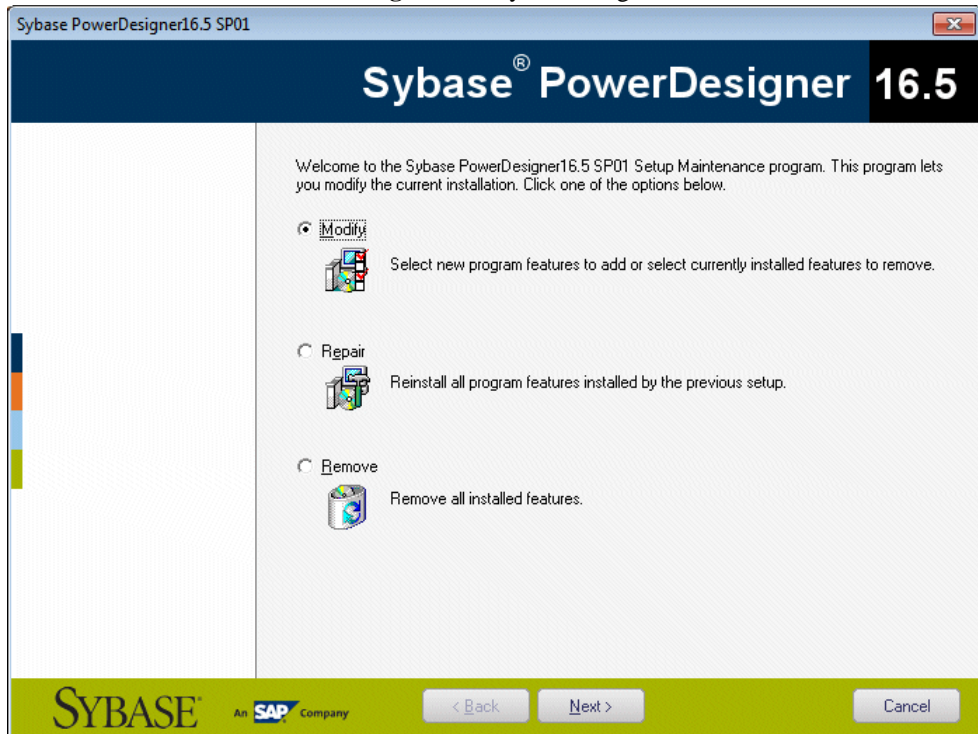 Sybase PowerDesigner16.5 SP01
Sybase® PowerDesigner 16.5
Welcome to the Sybase PowerDesigner16.5 SP01 Setup Maintenance program. This program lets
you modify the current installation. Click one of the options below.
Modify
Select new program features to add or select currently installed features to remove.
Repair
Reinstall all program features installed by the previous setup.
Remove
Remove all installed features.
SYBASE® An SAP Company < Back Next > Cancel